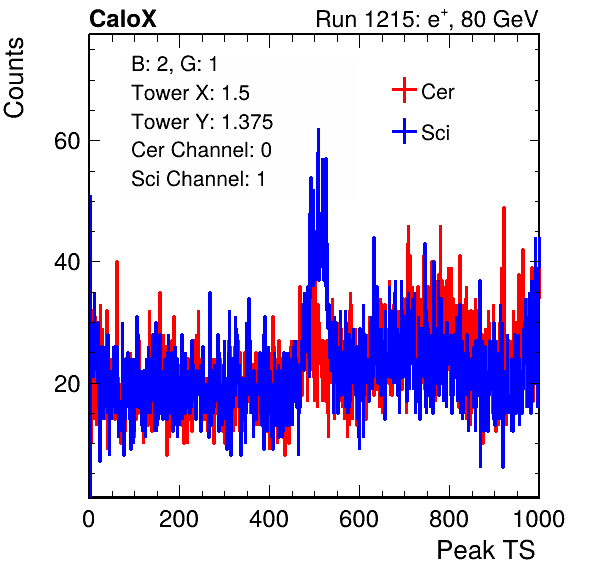 CaloX Run 1215: e+, 80 GeV
Counts
B: 2, G: 1
Tower X: 1.5
Tower Y: 1.375
Cer Channel: 0
Sci Channel: 1
Cer
Sci
60
40
20
0 200 400 600 800 1000
Peak TS